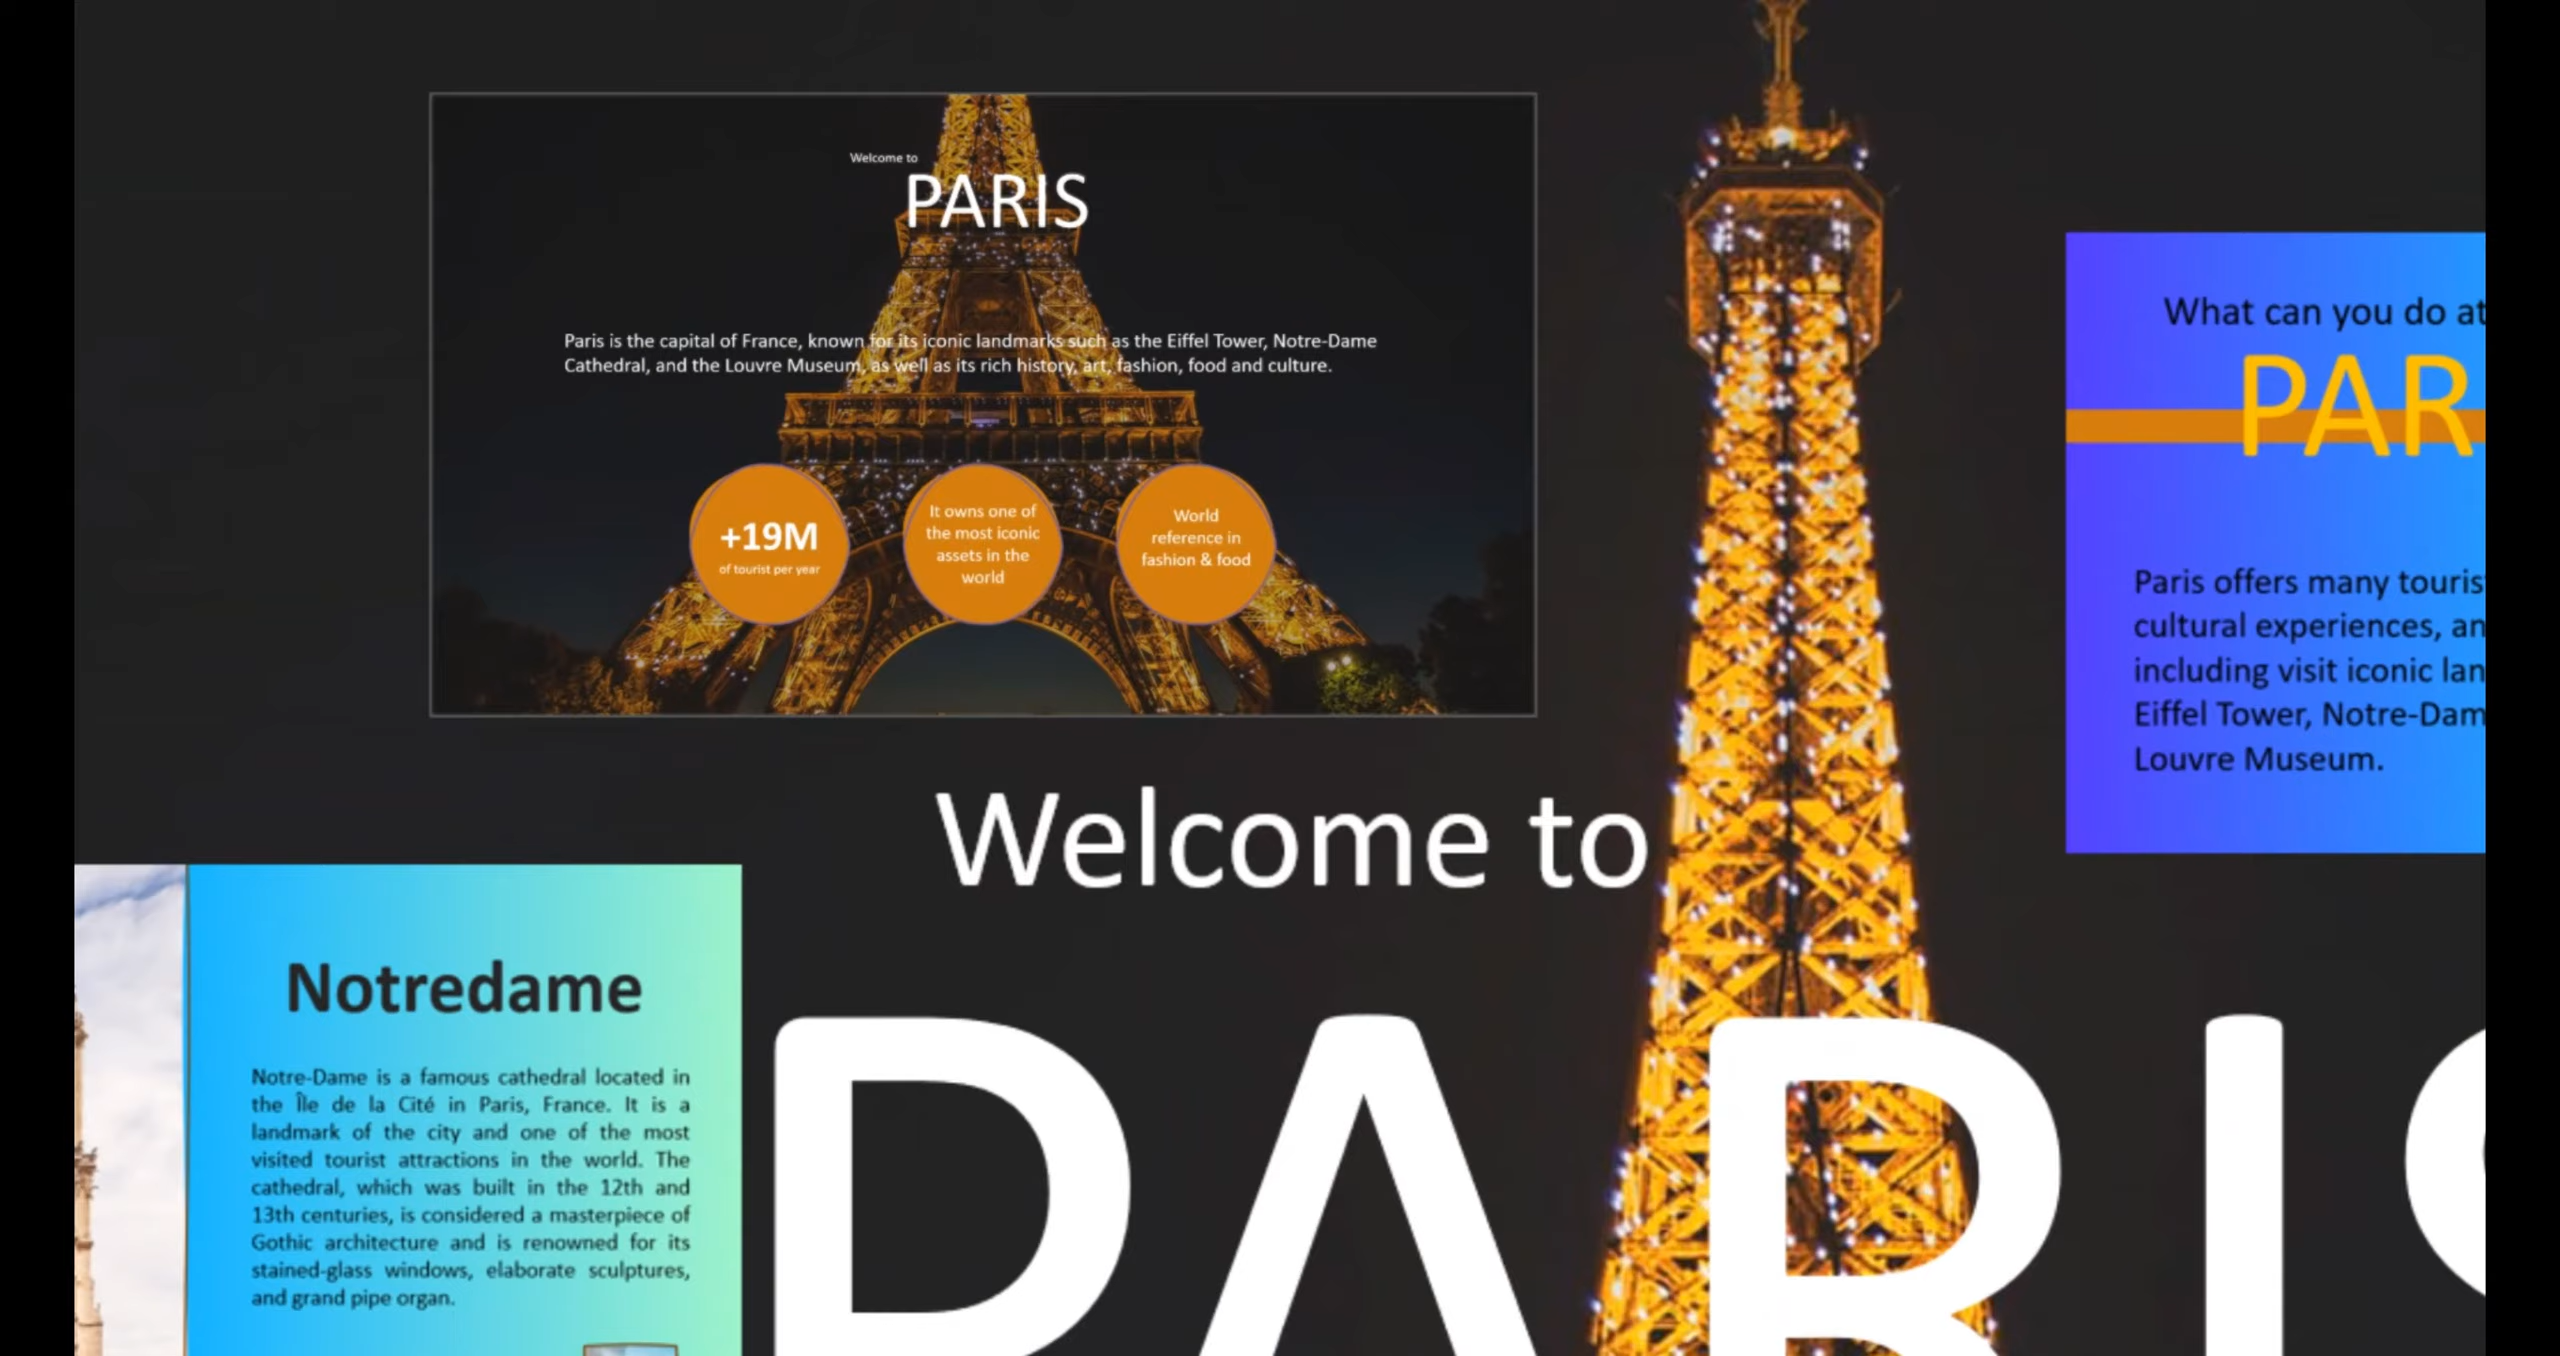 Welcome to
PARIS
Paris is the capital of France, known for its iconic landmarks such as the Eiffel Tower, Notre-Dame
Cathedral, and the Louvre Museum, as well as its rich history, art, fashion, food and culture.
+19M
of tourist per year
It owns one of
the most iconic
assets in the
world
World
reference in
fashion & food
What can you do at
PAR
Paris offers many touris
cultural experiences, an
including visit iconic lan
Eiffel Tower, Notre-Dam
Louvre Museum.
Welcome to
PARIS
Notredame
Notre-Dame is a famous cathedral located in
the Île de la Cité in Paris, France. It is a
landmark of the city and one of the most
visited tourist attractions in the world. The
cathedral, which was built in the 12th and
13th centuries, is considered a masterpiece of
Gothic architecture and is renowned for its
stained-glass windows, elaborate sculptures,
and grand pipe organ.